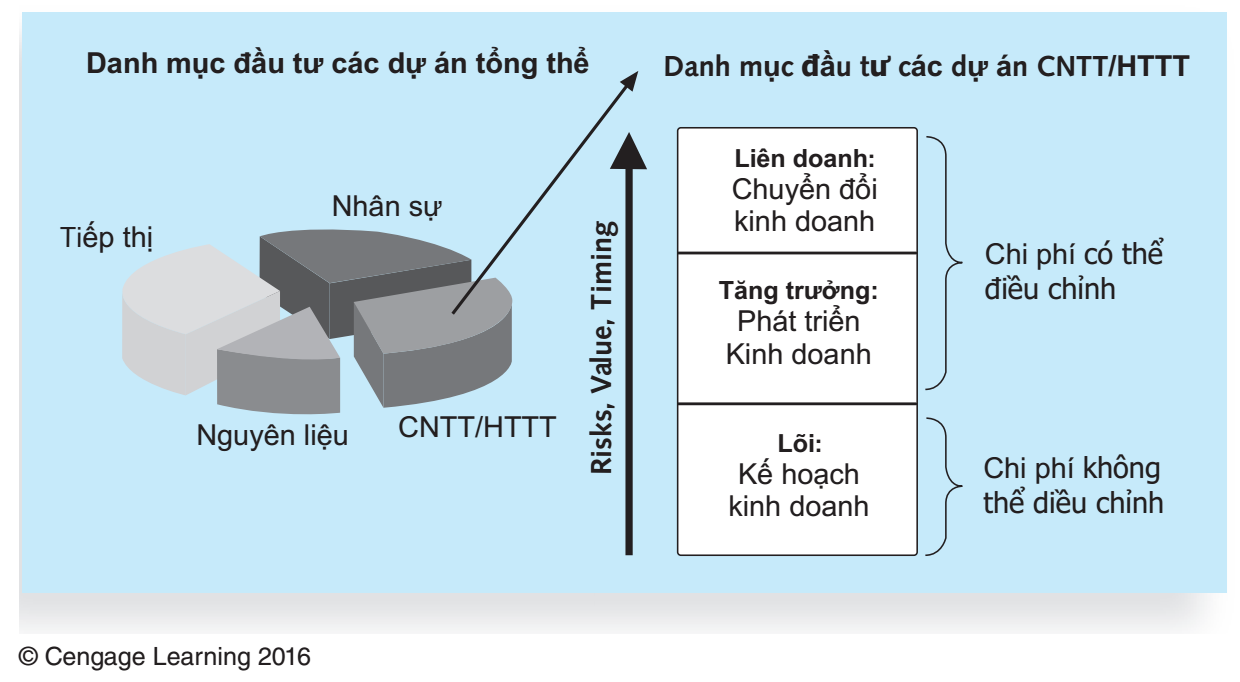 Danh mục đầu tư các dự án tổng thể
Danh mục đầu tư các dự án CNTT/HTTT
Tiếp thị
Nhân sự
Nguyên liệu
CNTT/HTTT
Risks, Value, Timing
Liên doanh:
Chuyển đổi
kinh doanh
Tăng trưởng:
Phát triển
Kinh doanh
Lõi:
Kế hoạch
kinh doanh
Chi phí có thể
điều chỉnh
Chi phí không
thể diều chỉnh
© Cengage Learning 2016